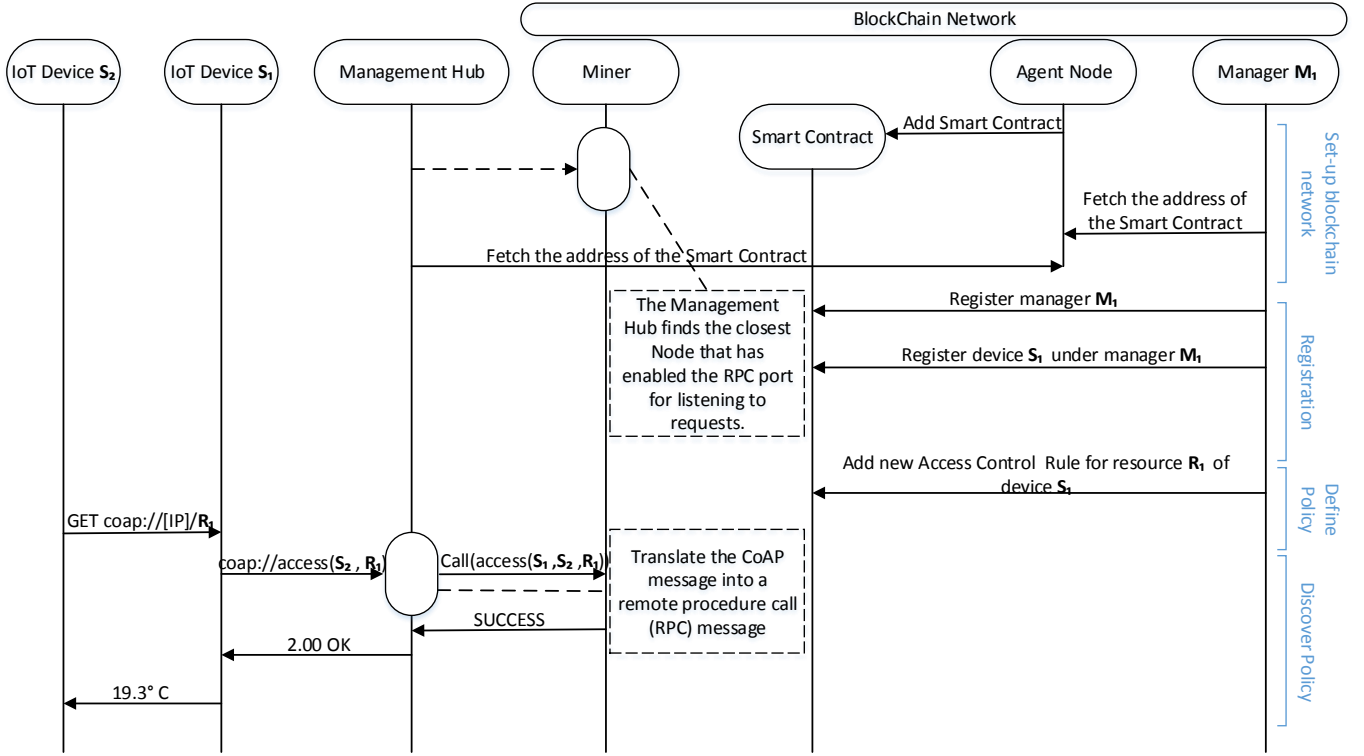 BlockChain Network
IoT Device S₂
IoT Device S₁
Management Hub
Miner
Agent Node
Manager M₁
Smart Contract
Add Smart Contract
Set-up blockchain
network
Fetch the address of
the Smart Contract
Fetch the address of the Smart Contract
The Management
Hub finds the closest
Node that has
enabled the RPC port
for listening to
requests.
Register manager M₁
Register device S₁ under manager M₁
Registration
Add new Access Control Rule for resource R₁ of
device S₁
Define
Policy
GET coap://[IP]/R₁
coap://access(S₂ , R₁)
Call(access(S₁ ,S₂ ,R₁))
Translate the CoAP
message into a
remote procedure call
(RPC) message
SUCCESS
2.00 OK
19.3° C
Discover Policy